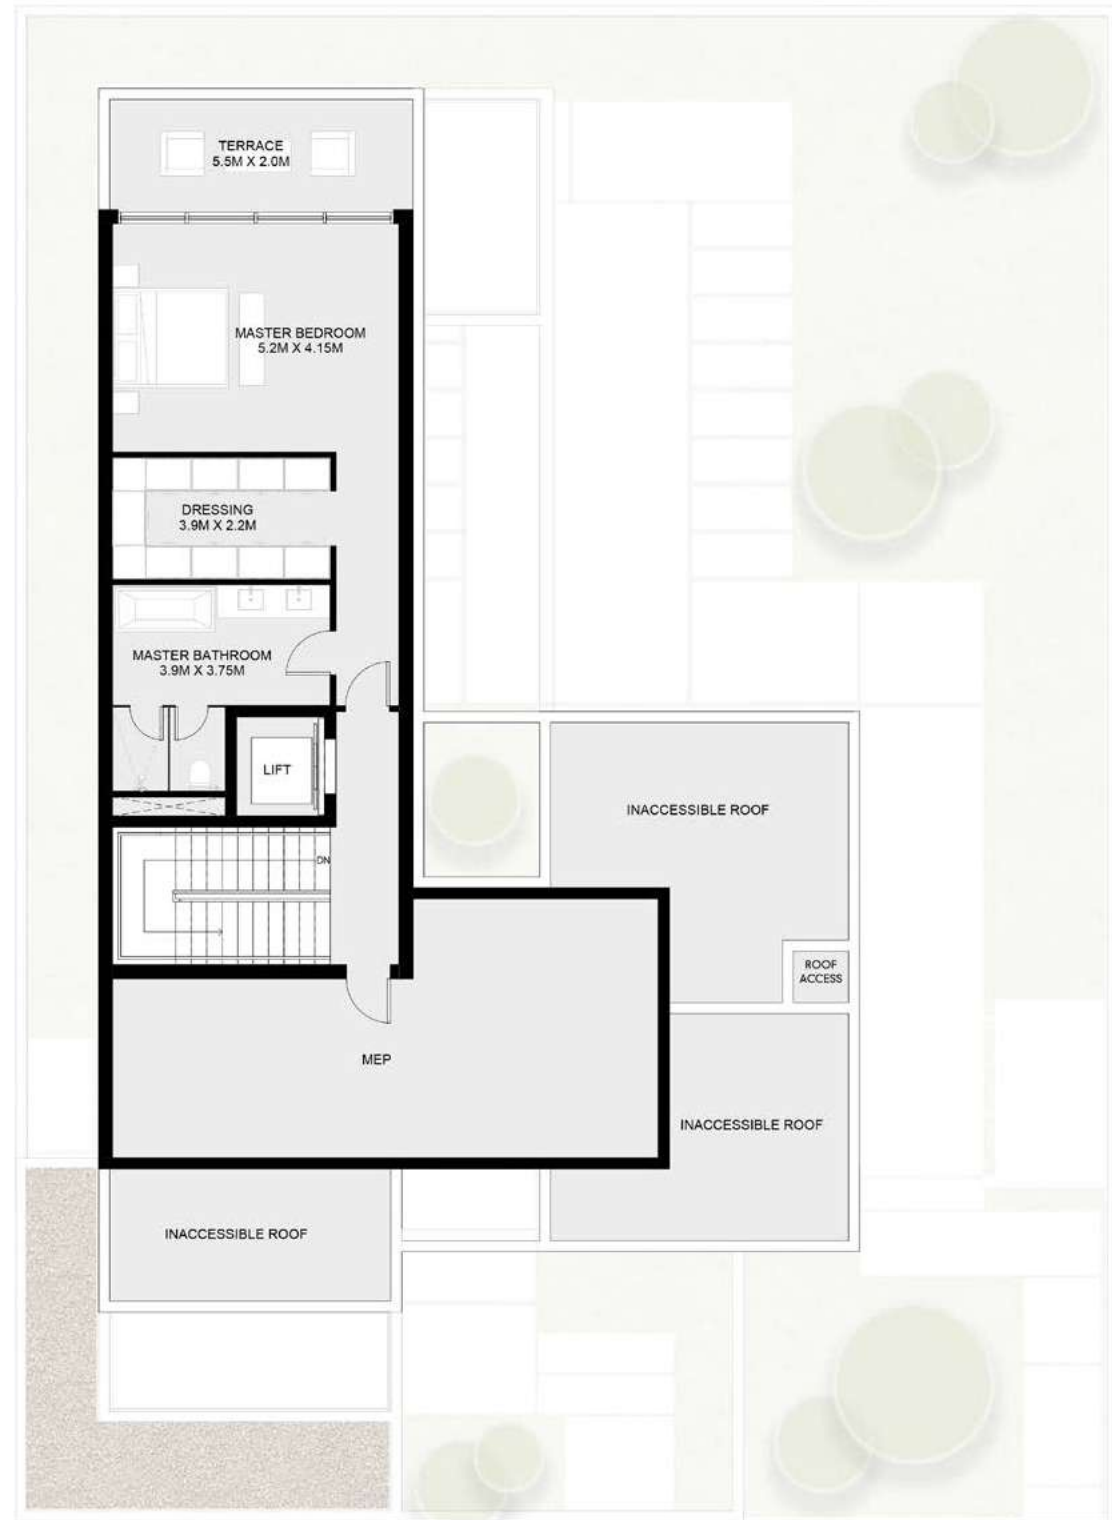 TERRACE
5.5M X 2.0M
MASTER BEDROOM
5.2M X 4.15M
DRESSING
3.9M X 2.2M
MASTER BATHROOM
3.9M X 3.75M
LIFT
INACCESSIBLE ROOF
DN
ROOF
ACCESS
MEP
INACCESSIBLE ROOF
INACCESSIBLE ROOF